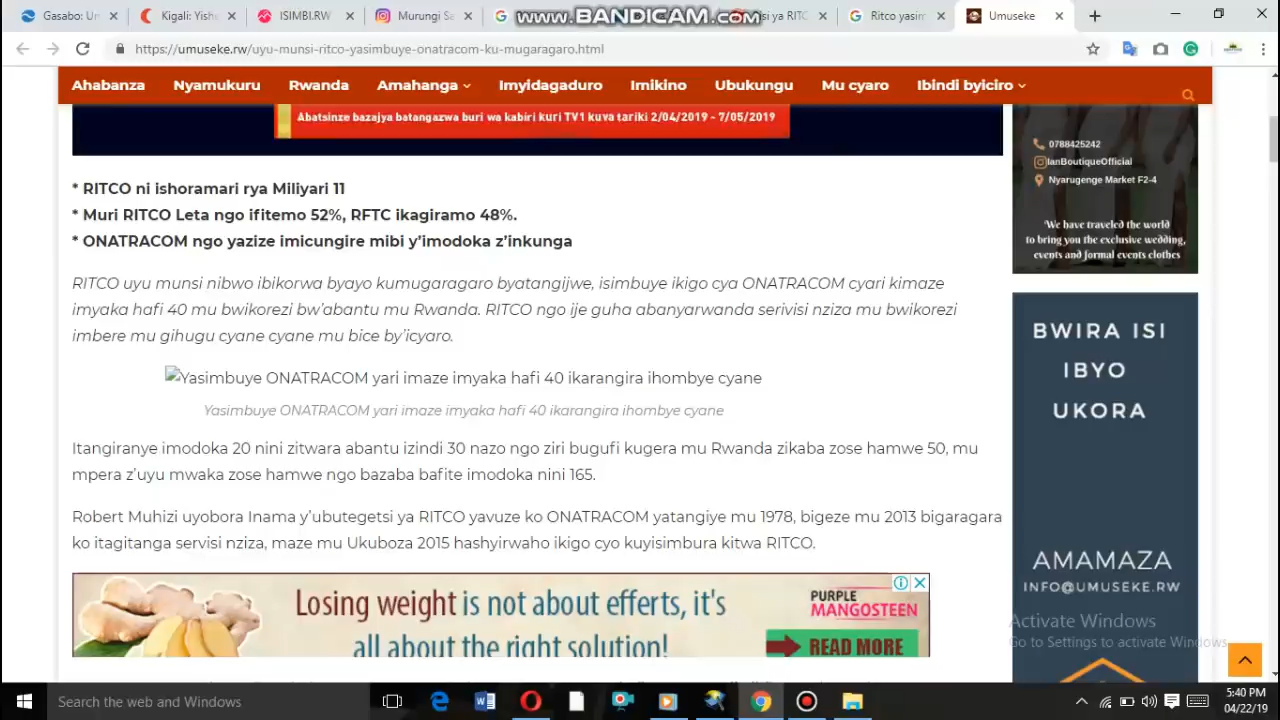 Gasabo: Um
Kigali: Yishw
ISIMBI.RW
Murungi Sa
www.BANDICAM.com
si ya RITC
Ritco yasim
Umuseke
https://umuseke.rw/uyu-munsi-ritco-yasimbuye-onatracom-ku-mugaragaro.html
Ahabanza Nyamukuru Rwanda Amahanga Imyidagaduro Imikino Ubukungu Mu cyaro Ibindi byiciro
Abatsinze bazajya batangazwa buri wa kabiri kuri TV1 kuva tariki 2/04/2019 - 7/05/2019
0788425242
IanBoutiqueOfficial
Nyarugenge Market F2-4
'We have traveled the world
to bring you the exclusive wedding,
events and formal events clothes
* RITCO ni ishoramari rya Miliyari 11
* Muri RITCO Leta ngo ifitemo 52%, RFTC ikagiramo 48%.
* ONATRACOM ngo yazize imicungire mibi y'imodoka z'inkunga
RITCO uyu munsi nibwo ibikorwa byayo kumugaragaro byatangijwe, isimbuye ikigo cya ONATRACOM cyari kimaze
imyaka hafi 40 mu bwikorezi bw'abantu mu Rwanda. RITCO ngo ije guha abanyarwanda serivisi nziza mu bwikorezi
imbere mu gihugu cyane cyane mu bice by'icyaro.
Yasimbuye ONATRACOM yari imaze imyaka hafi 40 ikarangira ihombye cyane
Yasimbuye ONATRACOM yari imaze imyaka hafi 40 ikarangira ihombye cyane
Itangiranye imodoka 20 nini zitwara abantu izindi 30 nazo ngo ziri bugufi kugera mu Rwanda zikaba zose hamwe 50, mu
mpera z'uyu mwaka zose hamwe ngo bazaba bafite imodoka nini 165.
Robert Muhizi uyobora Inama y'ubutegetsi ya RITCO yavuze ko ONATRACOM yatangiye mu 1978, bigeze mu 2013 bigaragara
ko itagitanga servisi nziza, maze mu Ukuboza 2015 hashyirwaho ikigo cyo kuyisimbura kitwa RITCO.
BWIRA ISI
IBYO
UKORA
AMAMAZA
INFO@UMUSEKE.RW
Losing weight is not about efferts, it's
all about the right solution!
PURPLE
MANGOSTEEN
READ MORE
Activate Windows
Go to Settings to activate Windows.
Search the web and Windows
5:40 PM
04/22/19